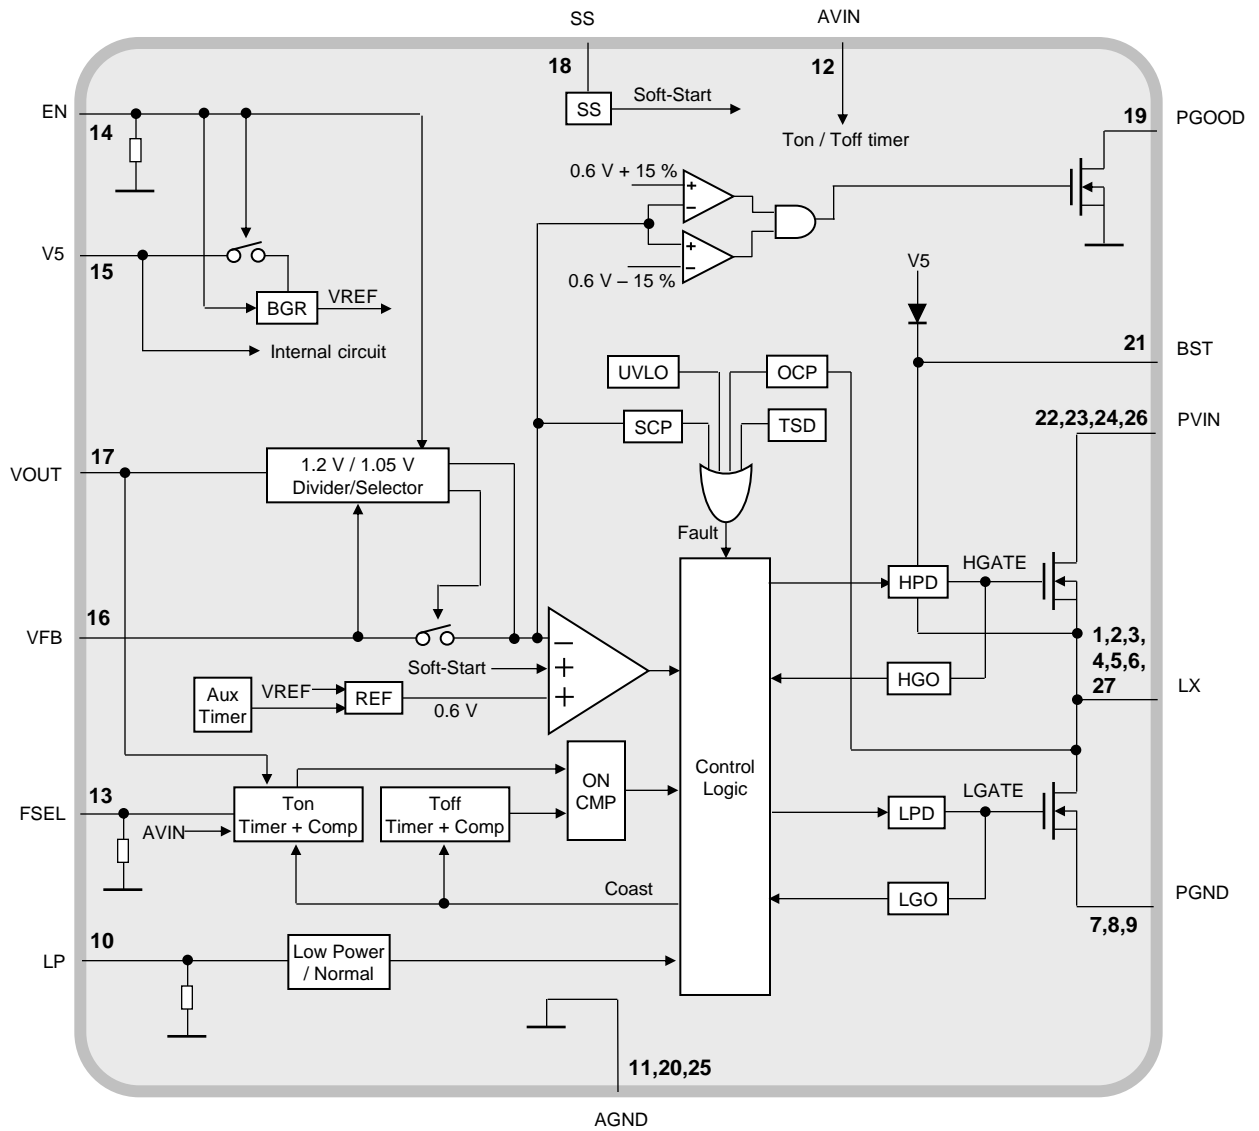 SS
AVIN
18
12
EN
14
SS
Soft-Start
19
PGOOD
Ton / Toff timer
0.6 V + 15 %
+
−
V5
15
+
−
0.6 V – 15 %
V5
BGR
VREF
Internal circuit
21
BST
UVLO
OCP
SCP
TSD
22,23,24,26
PVIN
17
VOUT
1.2 V / 1.05 V
Divider/Selector
Fault
HPD
HGATE
16
VFB
−
+
+
Soft-Start
1,2,3,
4,5,6,
27
LX
HGO
Aux
Timer
VREF
REF
0.6 V
Control
Logic
ON
CMP
13
FSEL
AVIN
Ton
Timer + Comp
Toff
Timer + Comp
LPD
LGATE
Coast
LGO
PGND
7,8,9
10
LP
Low Power
/ Normal
11,20,25
AGND